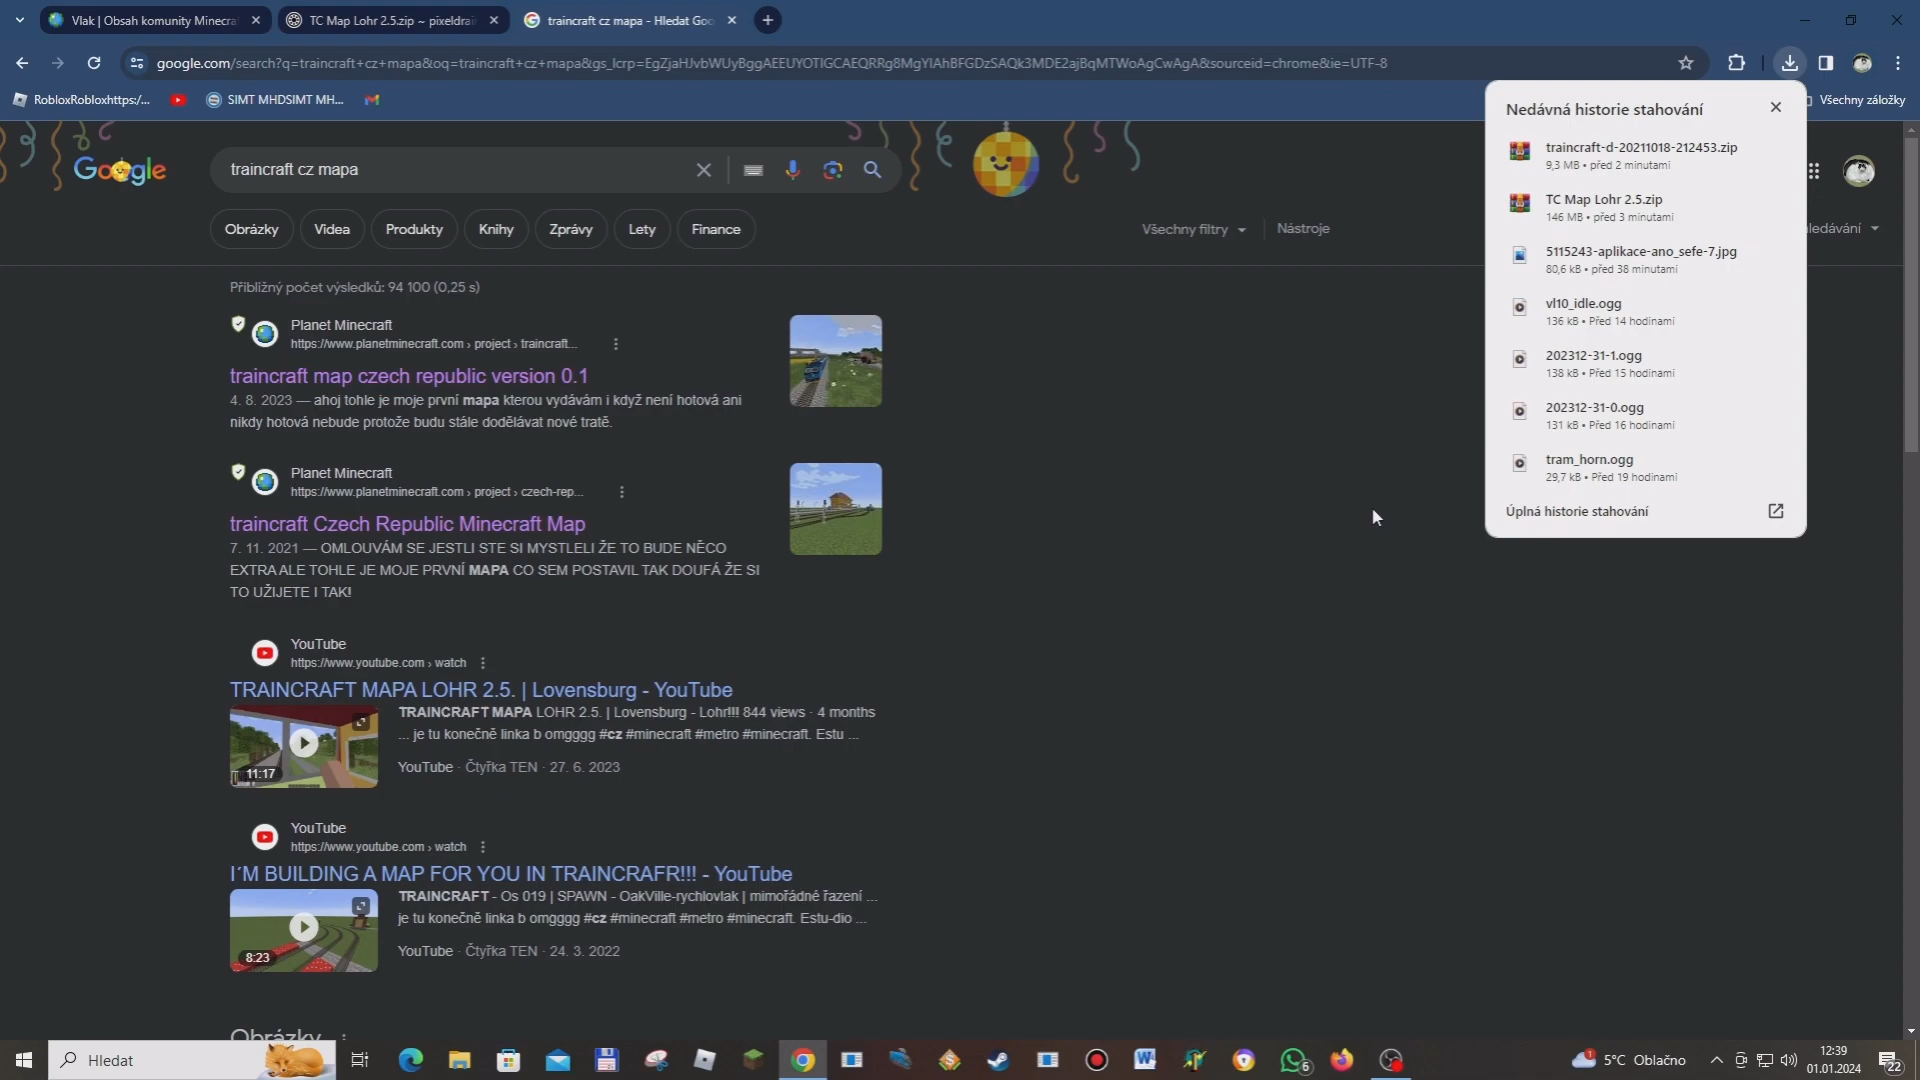 Vlak | Obsah komunity Minecra
TC Map Lohr 2.5.zip ~ pixeldrai
traincraft cz mapa - Hledat Goo
google.com/search?q=traincraft+cz+mapa&oq=traincraft+cz+mapa&gs_lcrp=EgZjaHJvbWUyBggAEEUYOTIGCAEQRRg8MgYIAhBFGDzSAQk3MDE2ajBqMTWoAgCwAgA&sourceid=chrome&ie=UTF-8
RobloxRobloxhttps:/...
SIMT MHDSIMT MH...
Všechny záložky
Google
traincraft cz mapa
Obrázky
Videa
Produkty
Knihy
Zprávy
Lety
Finance
Všechny filtry
Nástroje
ledávání
Přibližný počet výsledků: 94 100 (0,25 s)
Planet Minecraft
https://www.planetminecraft.com › project › traincraft...
traincraft map czech republic version 0.1
4. 8. 2023 — ahoj tohle je moje první mapa kterou vydávám i když není hotová ani
nikdy hotová nebude protože budu stále dodělávat nové tratě.
Planet Minecraft
https://www.planetminecraft.com › project › czech-rep...
traincraft Czech Republic Minecraft Map
7. 11. 2021 — OMLOUVÁM SE JESTLI STE SI MYSTLELI ŽE TO BUDE NĚCO
EXTRA ALE TOHLE JE MOJE PRVNÍ MAPA CO SEM POSTAVIL TAK DOUFÁ ŽE SI
TO UŽIJETE I TAK!
YouTube
https://www.youtube.com › watch
TRAINCRAFT MAPA LOHR 2.5. | Lovensburg - YouTube
TRAINCRAFT MAPA LOHR 2.5. | Lovensburg - Lohr!!! 844 views · 4 months
... je tu konečně linka b omgggg #cz #minecraft #metro #minecraft. Estu ...
11:17
YouTube · Čtyřka TEN · 27. 6. 2023
YouTube
https://www.youtube.com › watch
I´M BUILDING A MAP FOR YOU IN TRAINCRAFR!!! - YouTube
TRAINCRAFT - Os 019 | SPAWN - OakVille-rychlovlak | mimořádné řazení ...
je tu konečně linka b omgggg #cz #minecraft #metro #minecraft. Estu-dio ...
8:23
YouTube · Čtyřka TEN · 24. 3. 2022
Obrázky
Nedávná historie stahování
traincraft-d-20211018-212453.zip
9,3 MB • před 2 minutami
TC Map Lohr 2.5.zip
146 MB • před 3 minutami
5115243-aplikace-ano_sefe-7.jpg
80,6 kB • před 38 minutami
vl10_idle.ogg
136 kB • Před 14 hodinami
202312-31-1.ogg
138 kB • Před 15 hodinami
202312-31-0.ogg
131 kB • Před 16 hodinami
tram_horn.ogg
29,7 kB • Před 19 hodinami
Úplná historie stahování
Hledat
6
1
5°C Oblačno
12:39
01.01.2024
22